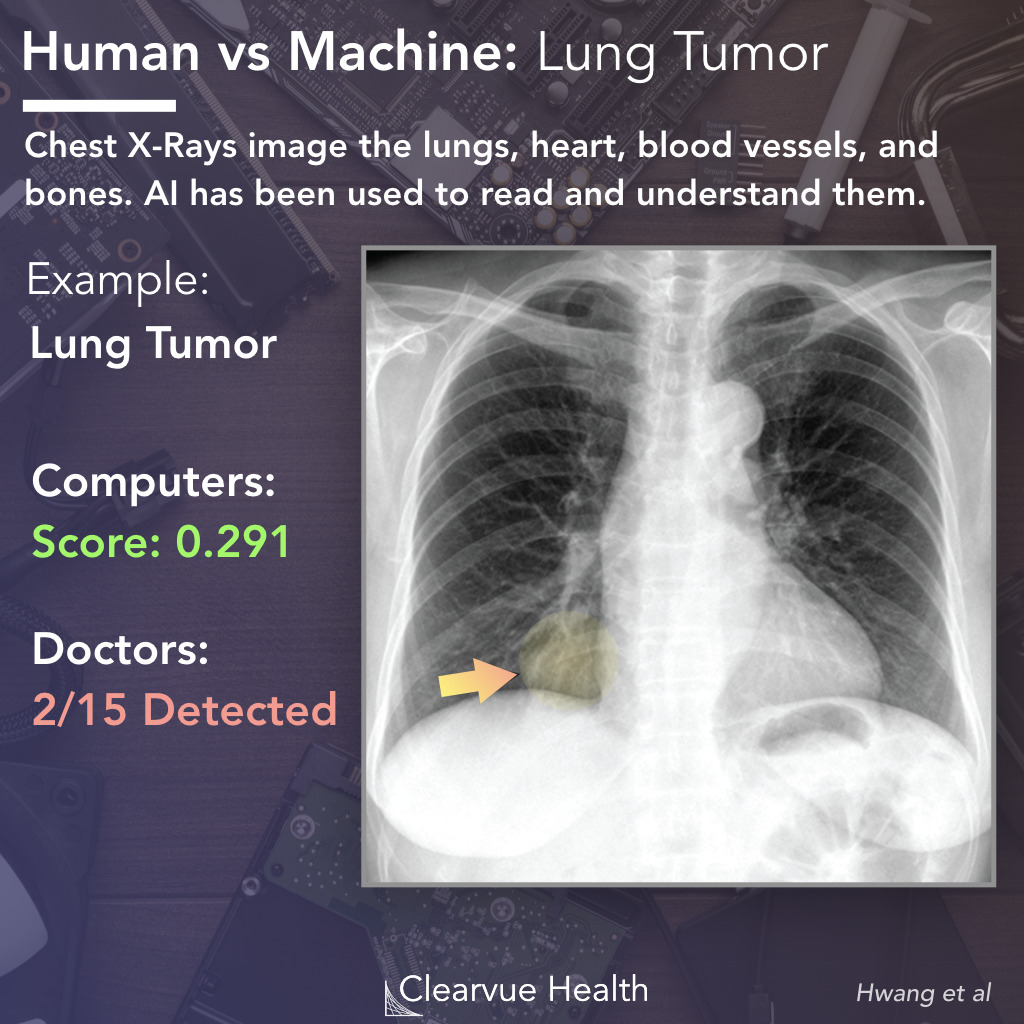 Human vs Machine: Lung Tumor
Chest X-Rays image the lungs, heart, blood vessels, and
bones. AI has been used to read and understand them.
Example:
Lung Tumor
Computers:
Score: 0.291
Doctors:
2/15 Detected
Clearvue Health
Hwang et al